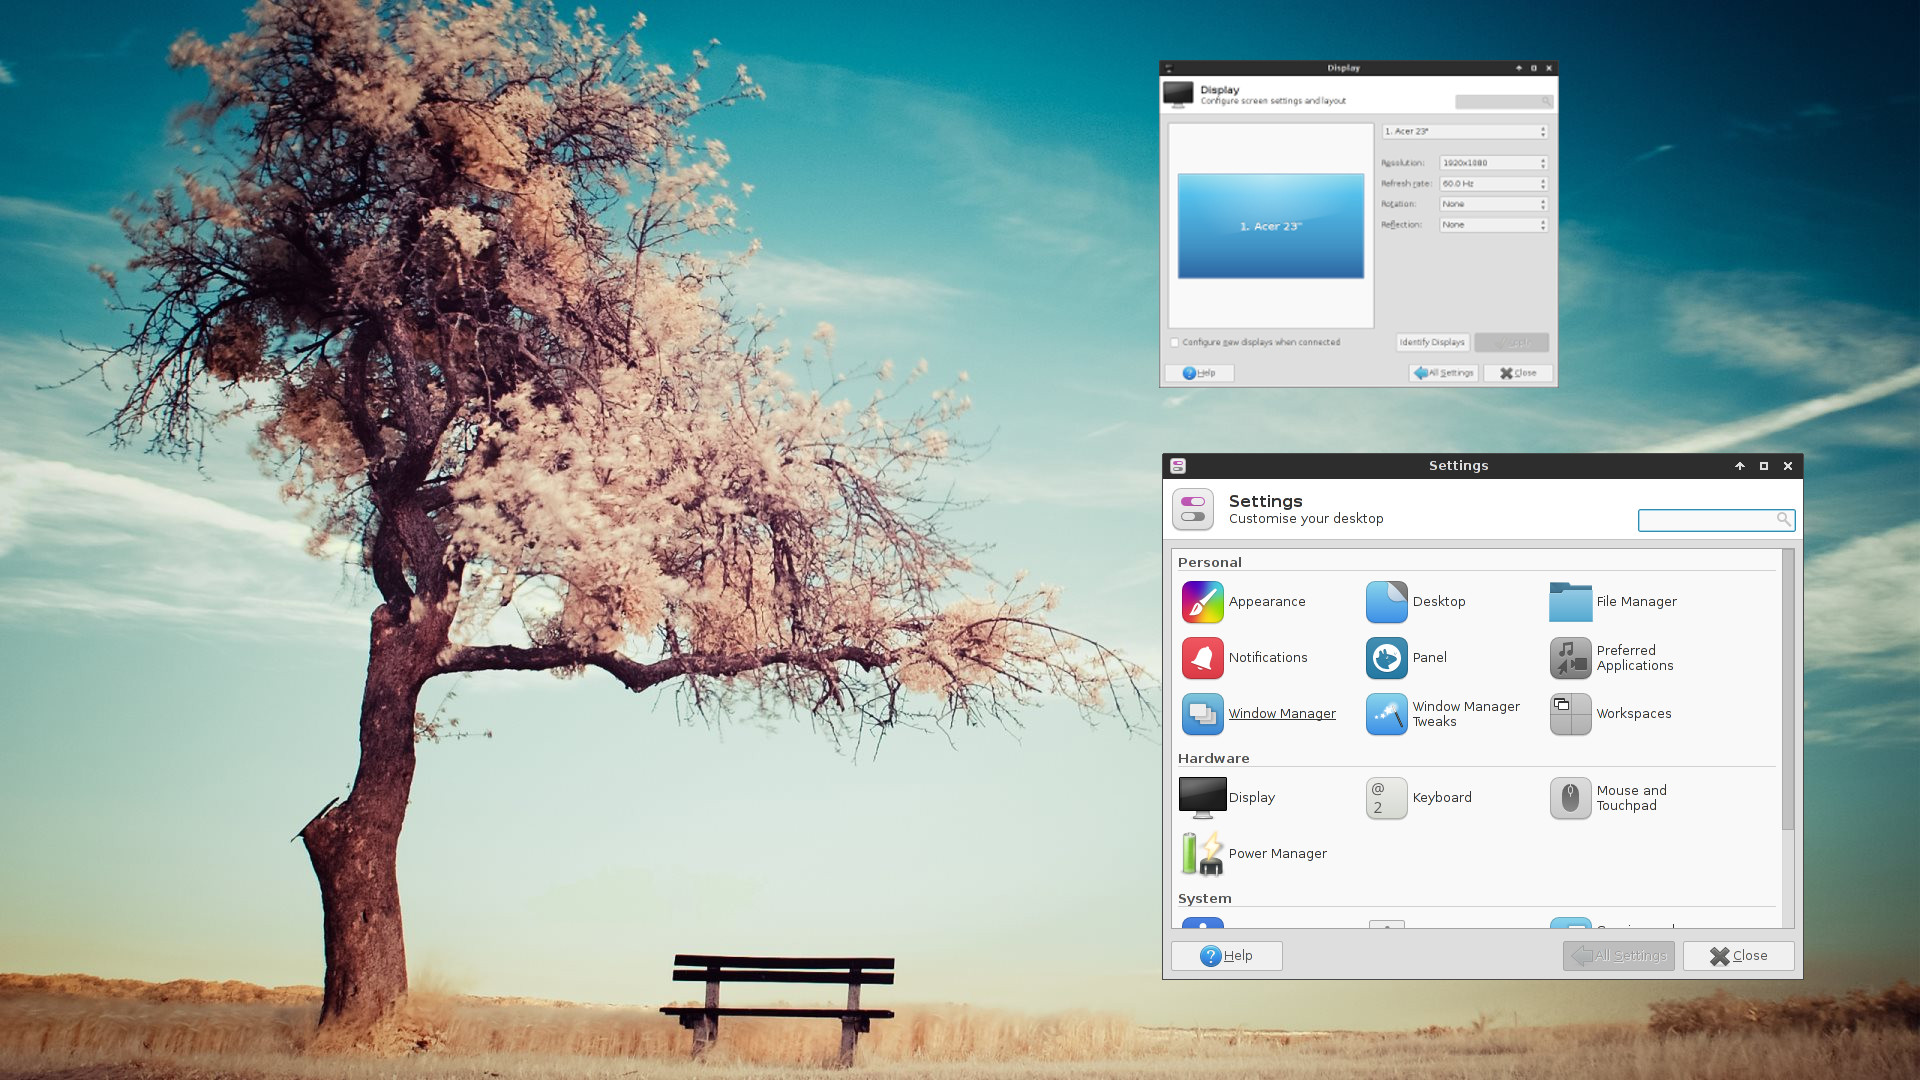 Display
Display
Configure screen settings and layout
1. Acer 23"
1. Acer 23"
Resolution: 1920x1080
Refresh rate: 60.0 Hz
Rotation: None
Reflection: None
Configure new displays when connected
Identify Displays
Help
All Settings
Close
Settings
Settings
Customise your desktop
Personal
Appearance
Desktop
File Manager
Notifications
Panel
Preferred
Applications
Window Manager
Window Manager
Tweaks
Workspaces
Hardware
Display
@
2
Keyboard
Mouse and
Touchpad
Power Manager
System
Help
All Settings
Close